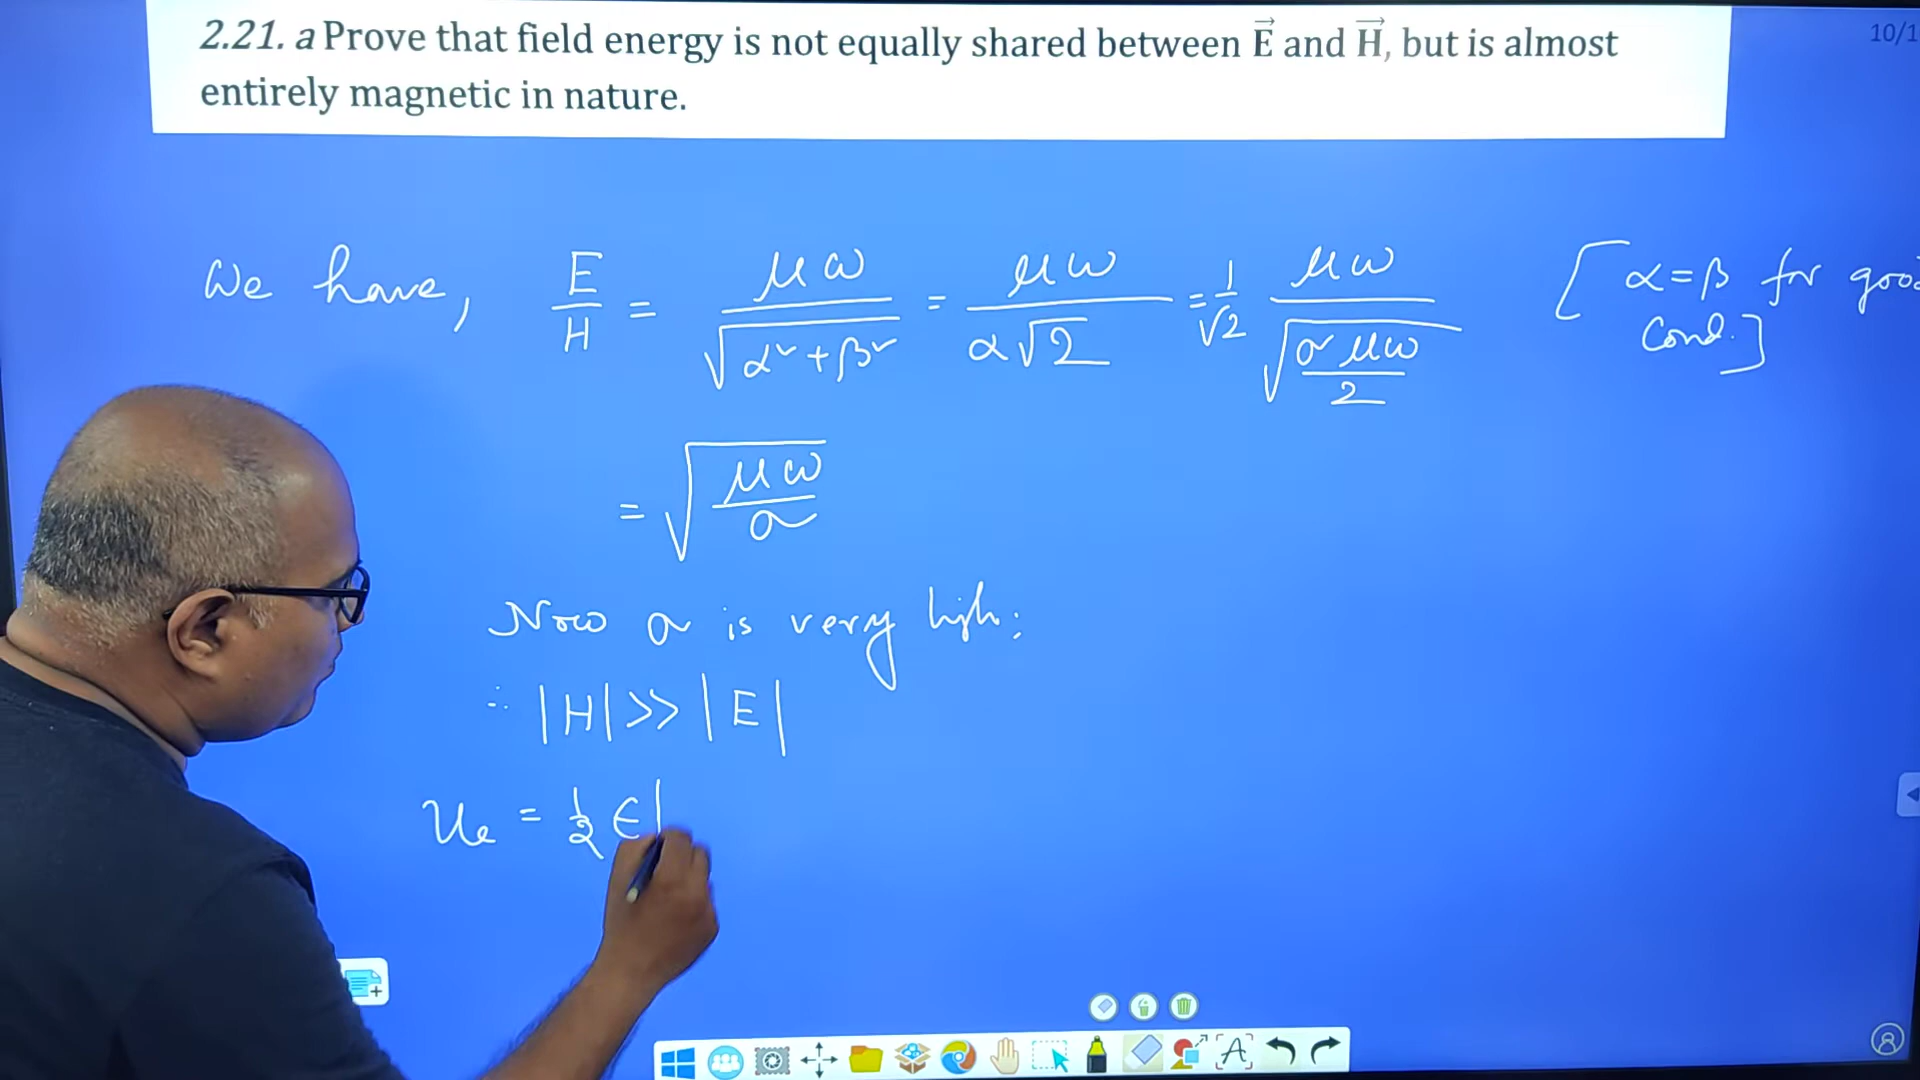 2.21. a Prove that field energy is not equally shared between E⃗ and H⃗, but is almost
entirely magnetic in nature.
10/1
We have, E/H = μω/√(α²+β²) = μω/(α√2) = 1/√2 μω/√(σμω/2) [α=β for good
Cond.]
= √(μω/σ)
Now σ is very high;
∴ |H| >> |E|
Ue = 1/2 ϵ|
A